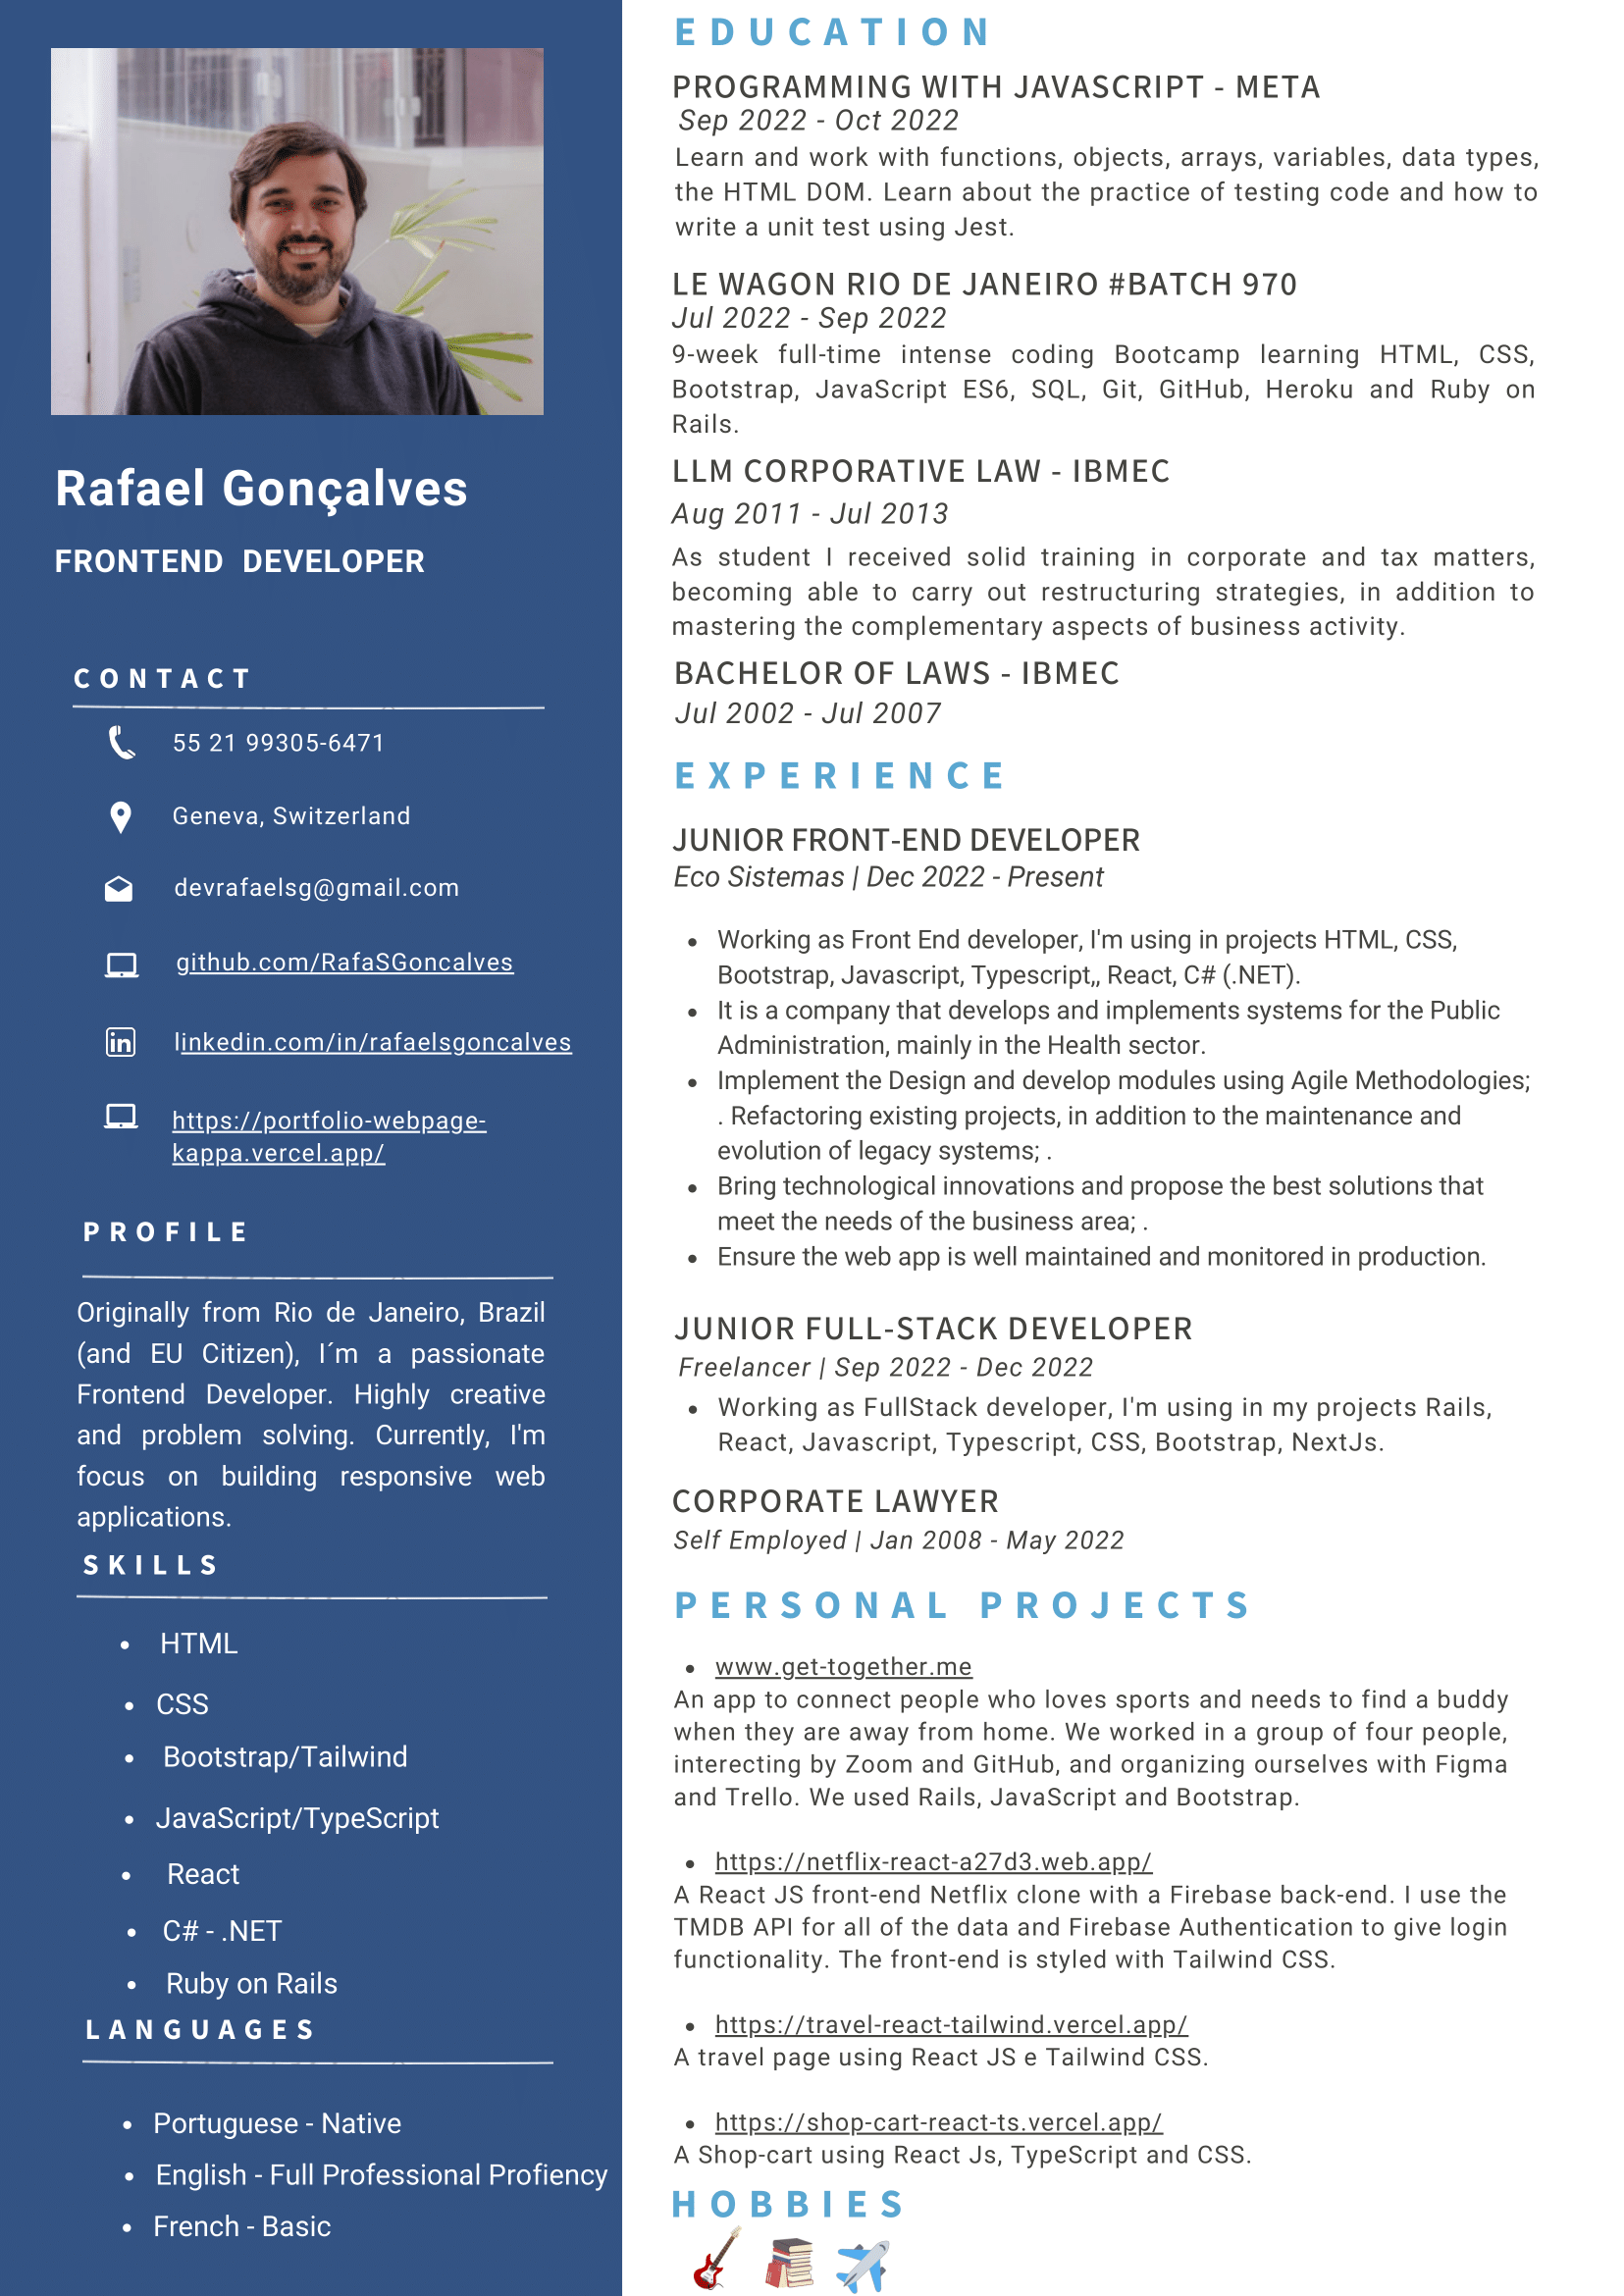 Rafael Gonçalves
FRONTEND DEVELOPER
CONTACT
55 21 99305-6471
Geneva, Switzerland
devrafaelsg@gmail.com
github.com/RafaSGoncalves
linkedin.com/in/rafaelsgoncalves
https://portfolio-webpage-
kappa.vercel.app/
PROFILE
Originally from Rio de Janeiro, Brazil
(and EU Citizen), I´m a passionate
Frontend Developer. Highly creative
and problem solving. Currently, I'm
focus on building responsive web
applications.
SKILLS
• HTML
• CSS
• Bootstrap/Tailwind
• JavaScript/TypeScript
• React
• C# - .NET
• Ruby on Rails
LANGUAGES
• Portuguese - Native
• English - Full Professional Profiency
• French - Basic
EDUCATION
PROGRAMMING WITH JAVASCRIPT - META
Sep 2022 - Oct 2022
Learn and work with functions, objects, arrays, variables, data types,
the HTML DOM. Learn about the practice of testing code and how to
write a unit test using Jest.
LE WAGON RIO DE JANEIRO #BATCH 970
Jul 2022 - Sep 2022
9-week full-time intense coding Bootcamp learning HTML, CSS,
Bootstrap, JavaScript ES6, SQL, Git, GitHub, Heroku and Ruby on
Rails.
LLM CORPORATIVE LAW - IBMEC
Aug 2011 - Jul 2013
As student I received solid training in corporate and tax matters,
becoming able to carry out restructuring strategies, in addition to
mastering the complementary aspects of business activity.
BACHELOR OF LAWS - IBMEC
Jul 2002 - Jul 2007
EXPERIENCE
JUNIOR FRONT-END DEVELOPER
Eco Sistemas | Dec 2022 - Present
• Working as Front End developer, I'm using in projects HTML, CSS,
Bootstrap, Javascript, Typescript,, React, C# (.NET).
• It is a company that develops and implements systems for the Public
Administration, mainly in the Health sector.
• Implement the Design and develop modules using Agile Methodologies;
. Refactoring existing projects, in addition to the maintenance and
evolution of legacy systems; .
• Bring technological innovations and propose the best solutions that
meet the needs of the business area; .
• Ensure the web app is well maintained and monitored in production.
JUNIOR FULL-STACK DEVELOPER
Freelancer | Sep 2022 - Dec 2022
• Working as FullStack developer, I'm using in my projects Rails,
React, Javascript, Typescript, CSS, Bootstrap, NextJs.
CORPORATE LAWYER
Self Employed | Jan 2008 - May 2022
PERSONAL PROJECTS
• www.get-together.me
An app to connect people who loves sports and needs to find a buddy
when they are away from home. We worked in a group of four people,
interecting by Zoom and GitHub, and organizing ourselves with Figma
and Trello. We used Rails, JavaScript and Bootstrap.
• https://netflix-react-a27d3.web.app/
A React JS front-end Netflix clone with a Firebase back-end. I use the
TMDB API for all of the data and Firebase Authentication to give login
functionality. The front-end is styled with Tailwind CSS.
• https://travel-react-tailwind.vercel.app/
A travel page using React JS e Tailwind CSS.
• https://shop-cart-react-ts.vercel.app/
A Shop-cart using React Js, TypeScript and CSS.
HOBBIES